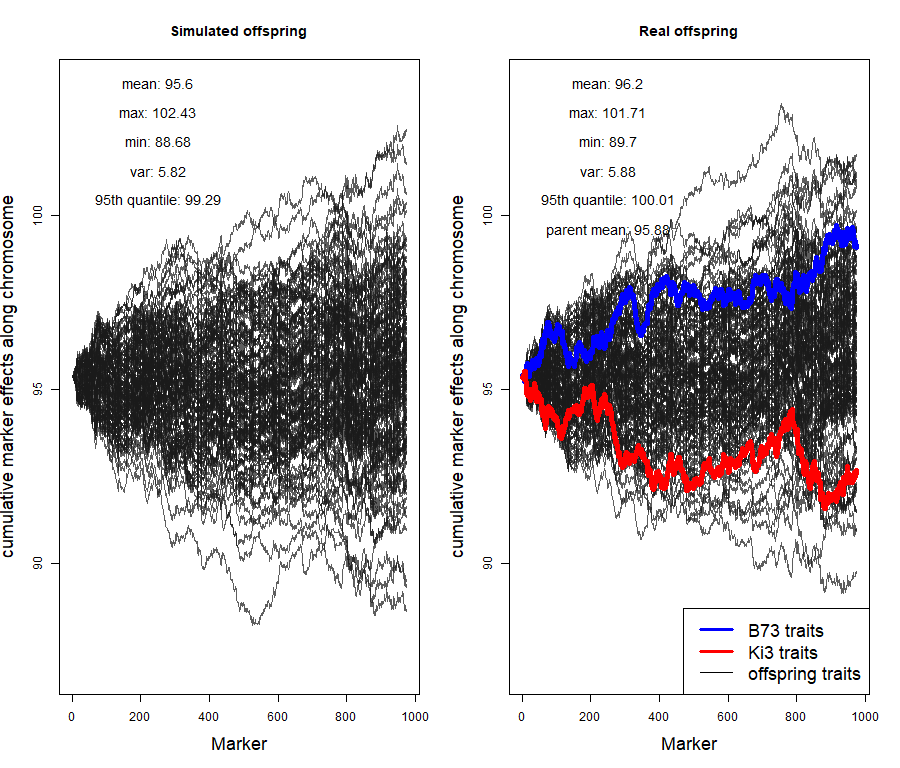 Simulated offspring
mean: 95.6
max: 102.43
min: 88.68
var: 5.82
95th quantile: 99.29
cumulative marker effects along chromosome
90
95
100
0
200
400
600
800
1000
Marker
Real offspring
mean: 96.2
max: 101.71
min: 89.7
var: 5.88
95th quantile: 100.01
parent mean: 95.88
cumulative marker effects along chromosome
90
95
100
B73 traits
Ki3 traits
offspring traits
0
200
400
600
800
1000
Marker